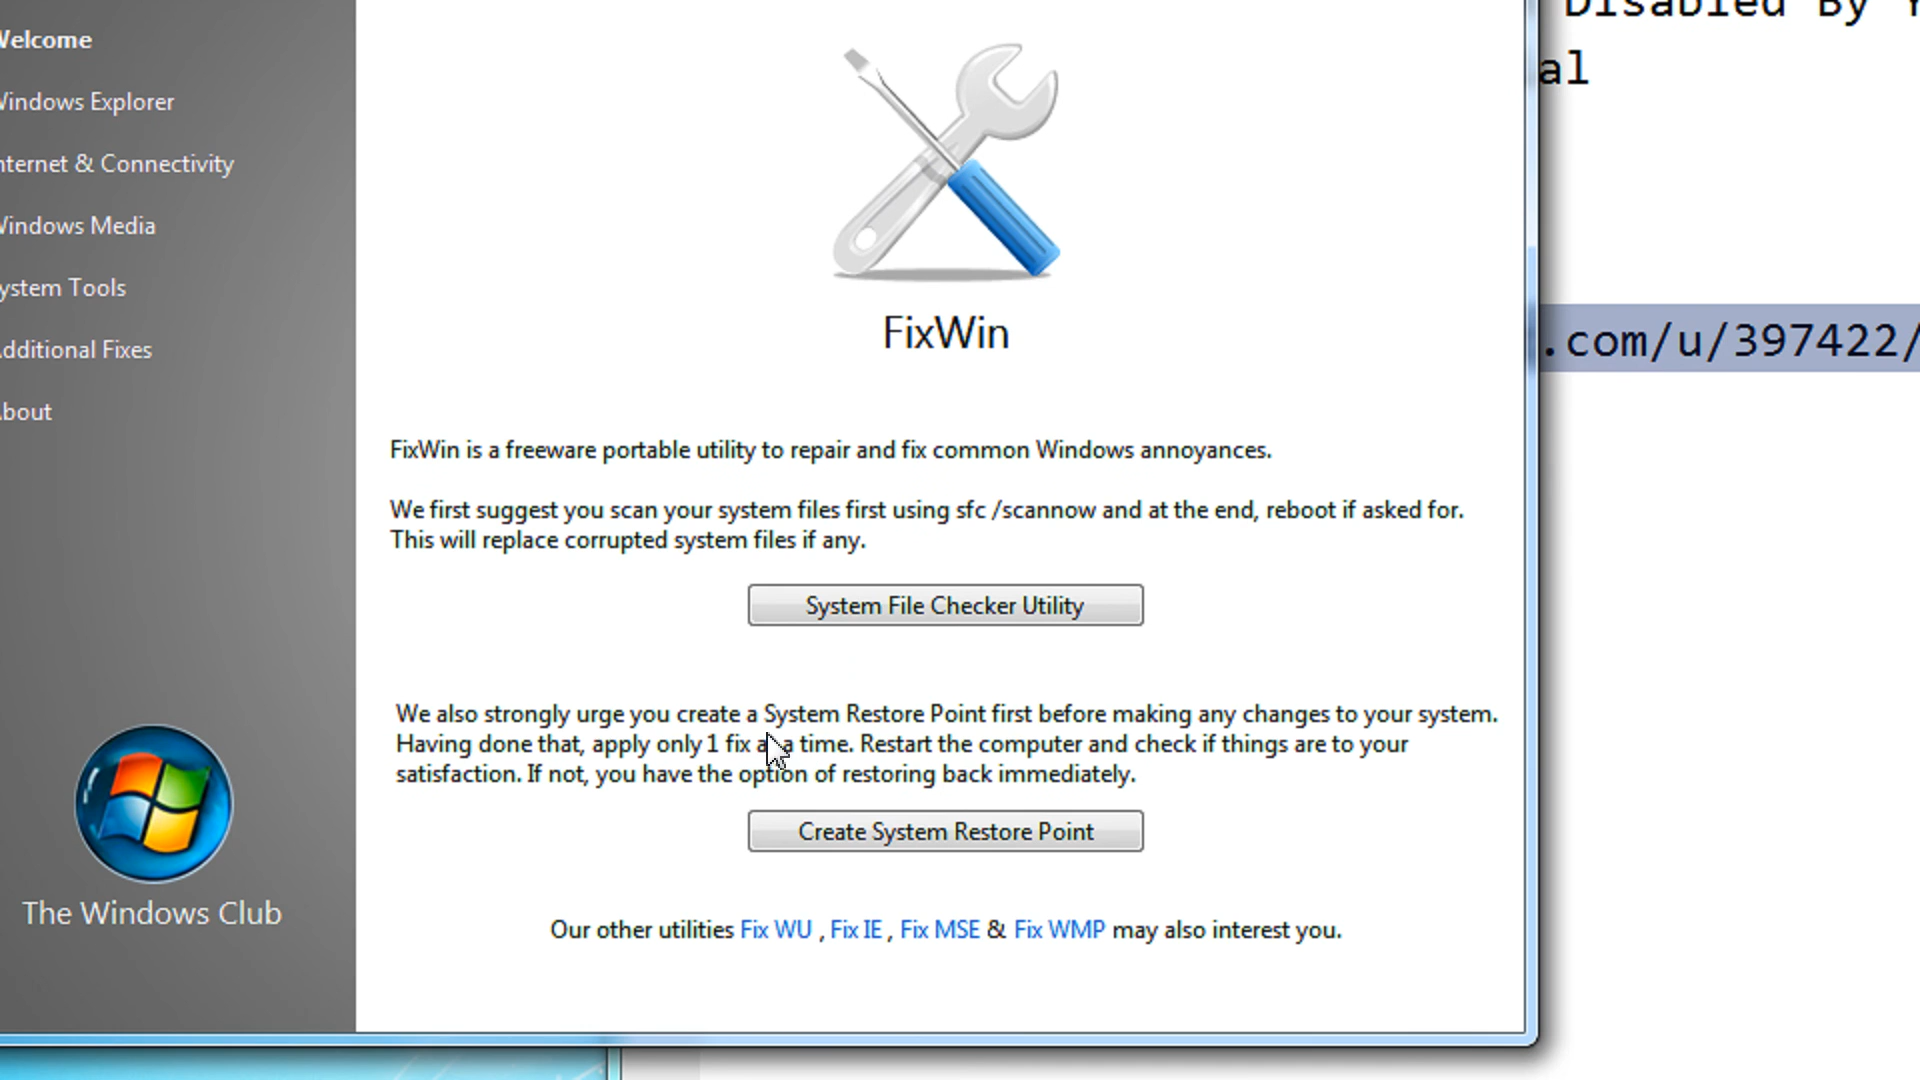 Welcome
Windows Explorer
Internet & Connectivity
Windows Media
System Tools
Additional Fixes
About
The Windows Club
FixWin
FixWin is a freeware portable utility to repair and fix common Windows annoyances.
We first suggest you scan your system files first using sfc /scannow and at the end, reboot if asked for.
This will replace corrupted system files if any.
System File Checker Utility
We also strongly urge you create a System Restore Point first before making any changes to your system.
Having done that, apply only 1 fix at a time. Restart the computer and check if things are to your
satisfaction. If not, you have the option of restoring back immediately.
Create System Restore Point
Our other utilities Fix WU , Fix IE , Fix MSE & Fix WMP may also interest you.
Disabled By
al
.com/u/397422/